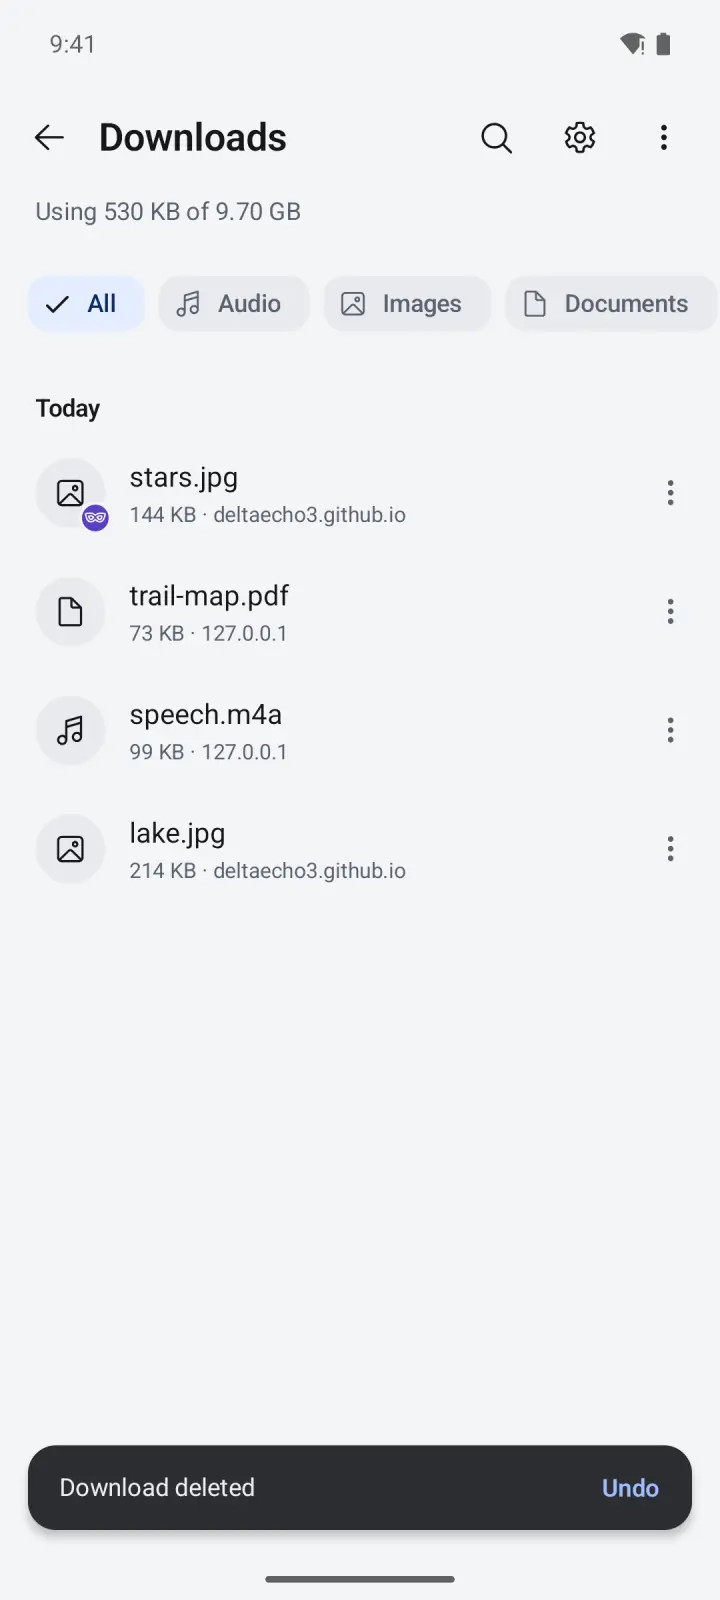 9:41
Downloads
Using 530 KB of 9.70 GB
All
Audio
Images
Documents
Today
stars.jpg
144 KB · deltaecho3.github.io
trail-map.pdf
73 KB · 127.0.0.1
speech.m4a
99 KB · 127.0.0.1
lake.jpg
214 KB · deltaecho3.github.io
Download deleted
Undo